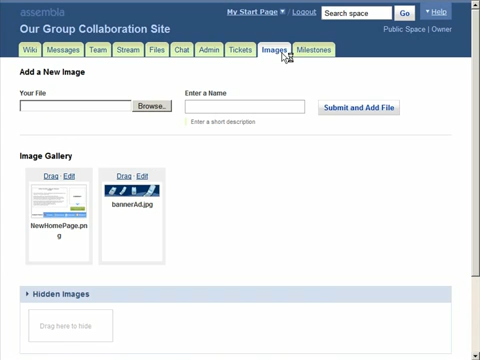 assembla
My Start Page / Logout Search space Go Help
Our Group Collaboration Site
Public Space | Owner
Wiki Messages Team Stream Files Chat Admin Tickets Images Milestones
Add a New Image
Your File Enter a Name
Browse.. Submit and Add File
Enter a short description
Image Gallery
Drag · Edit Drag · Edit
NewHomePage.pn
g
bannerAd.jpg
Hidden Images
Drag here to hide